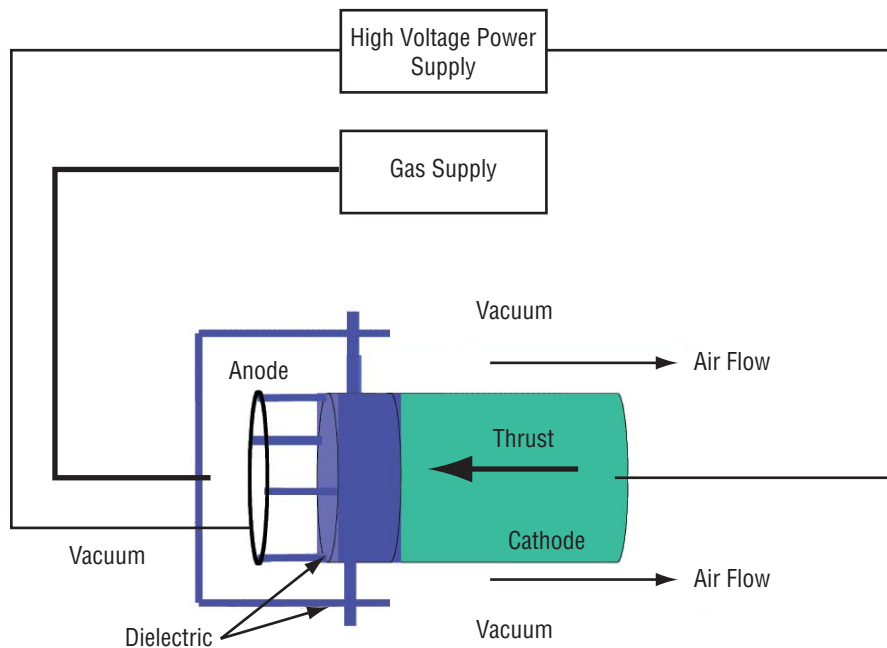 High Voltage Power
Supply
Gas Supply
Vacuum
Air Flow
Anode
Thrust
Cathode
Vacuum
Air Flow
Dielectric
Vacuum